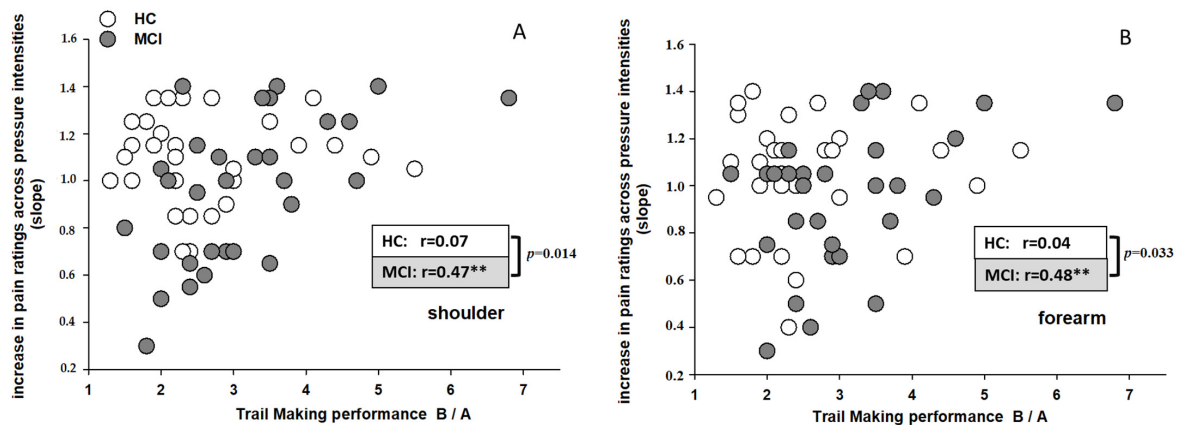 HC
MCI
A
increase in pain ratings across pressure intensities
(slope)
1.6
1.4
1.2
1.0
0.8
0.6
0.4
0.2
HC: r=0.07
MCI: r=0.47**
p=0.014
shoulder
1 2 3 4 5 6 7
Trail Making performance B / A
B
increase in pain ratings across pressure intensities
(slope)
1.6
1.4
1.2
1.0
0.8
0.6
0.4
0.2
HC: r=0.04
MCI: r=0.48**
p=0.033
forearm
1 2 3 4 5 6 7
Trail Making performance B / A